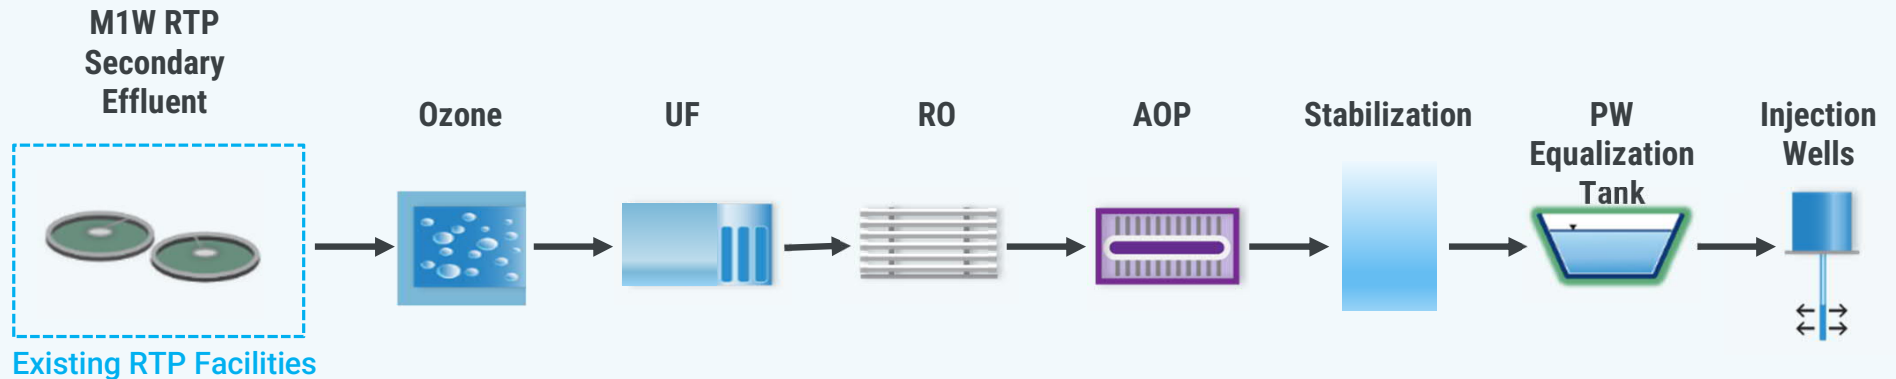 M1W RTP
Secondary
Effluent
Ozone
UF
RO
AOP
Stabilization
PW
Equalization
Tank
Injection
Wells
Existing RTP Facilities